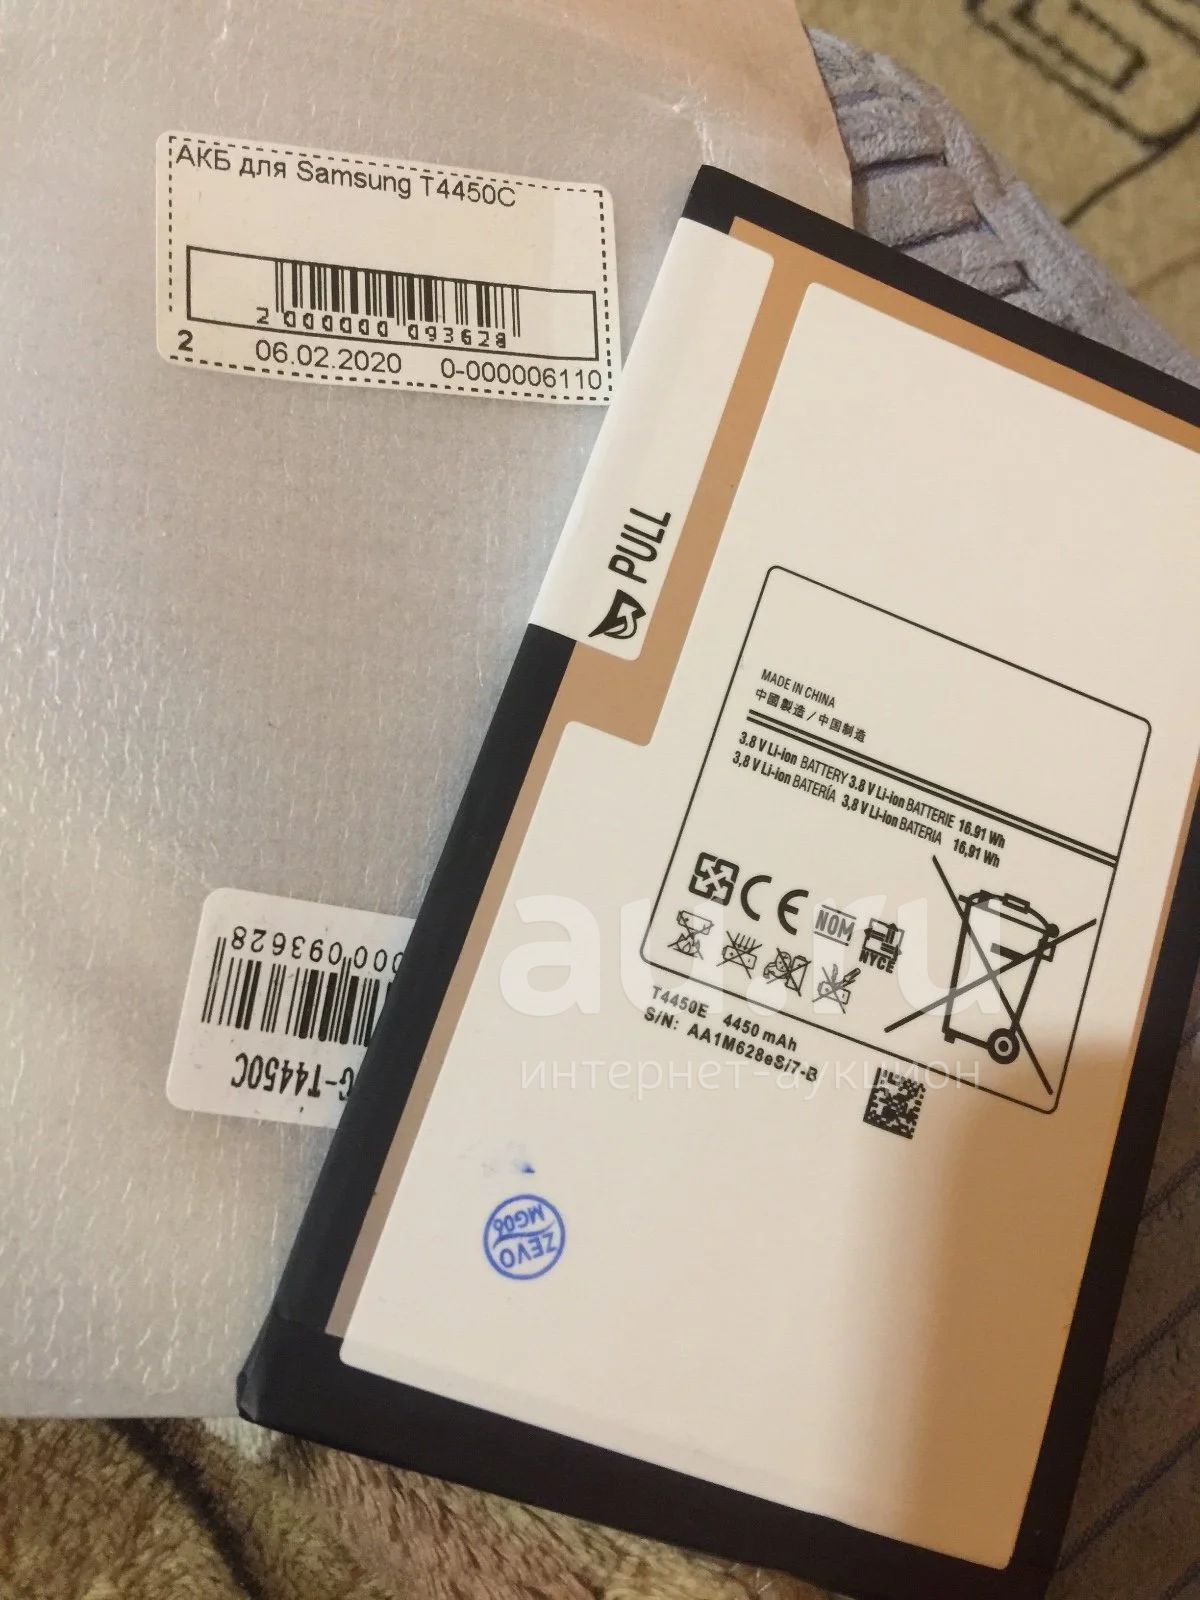 АКБ для Samsung T4450C
2 000000 093628
2 06.02.2020 0-000006110
PULL
MADE IN CHINA
中國製造 / 中国制造
3.8 V Li-ion BATTERY 3.8 V Li-ion BATTERIE 16.91 Wh
3,8 V Li-ion BATERÍA 3,8 V Li-ion BATERIA 16,91 Wh
CE NOM NYCE
T4450E 4450 mAh
S/N: AA1M628eS/7-B
000093628
G-T4450C
ZEVO
MG06
au.ru
интернет-аукцион